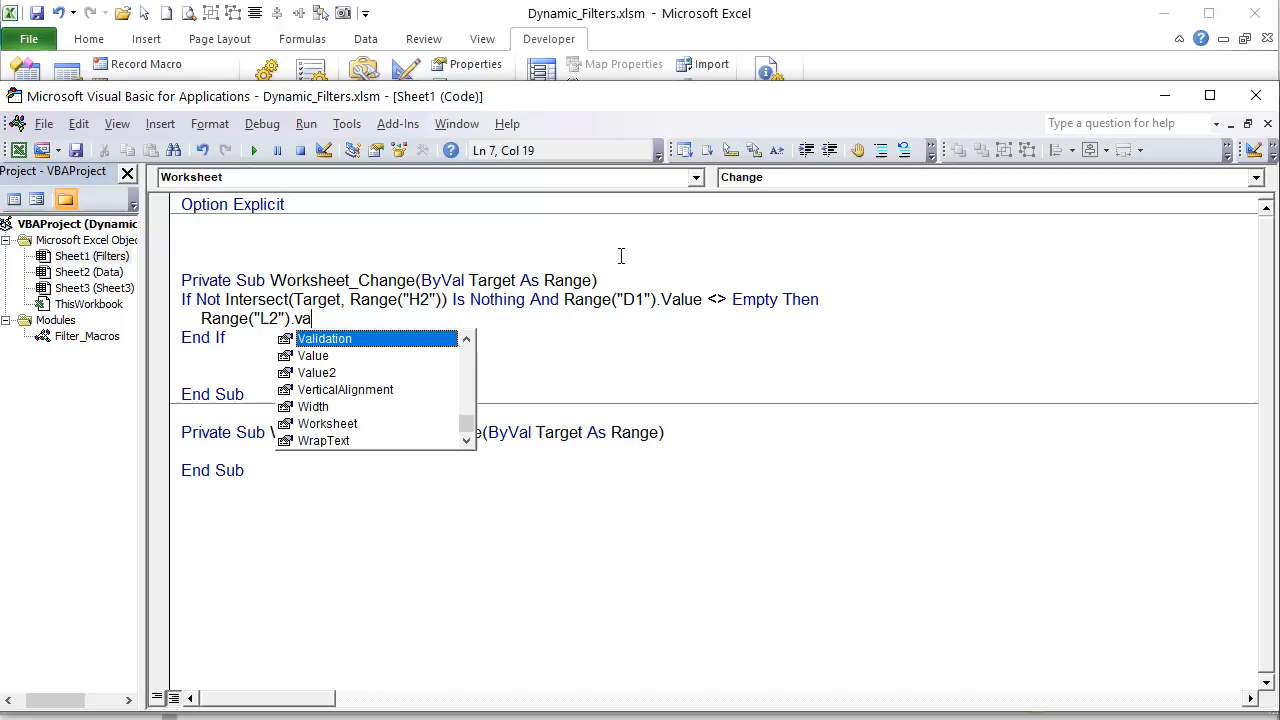 Dynamic_Filters.xlsm - Microsoft Excel
File Home Insert Page Layout Formulas Data Review View Developer
Record Macro Properties Map Properties Import
Microsoft Visual Basic for Applications - Dynamic_Filters.xlsm - [Sheet1 (Code)]
File Edit View Insert Format Debug Run Tools Add-Ins Window Help Type a question for help
Ln 7, Col 19
Project - VBAProject
Worksheet Change
VBAProject (Dynamic
Microsoft Excel Objec
Sheet1 (Filters)
Sheet2 (Data)
Sheet3 (Sheet3)
ThisWorkbook
Modules
Filter_Macros
Option Explicit
Private Sub Worksheet_Change(ByVal Target As Range)
If Not Intersect(Target, Range("H2")) Is Nothing And Range("D1").Value <> Empty Then
Range("L2").va
End If
Validation
Value
Value2
VerticalAlignment
Width
Worksheet
WrapText
End Sub
Private Sub e(ByVal Target As Range)
End Sub